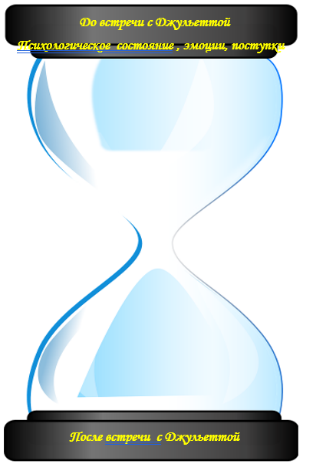 До встречи с Джульеттой
Психологическое состояние , эмоции, поступки
После встречи с Джульеттой